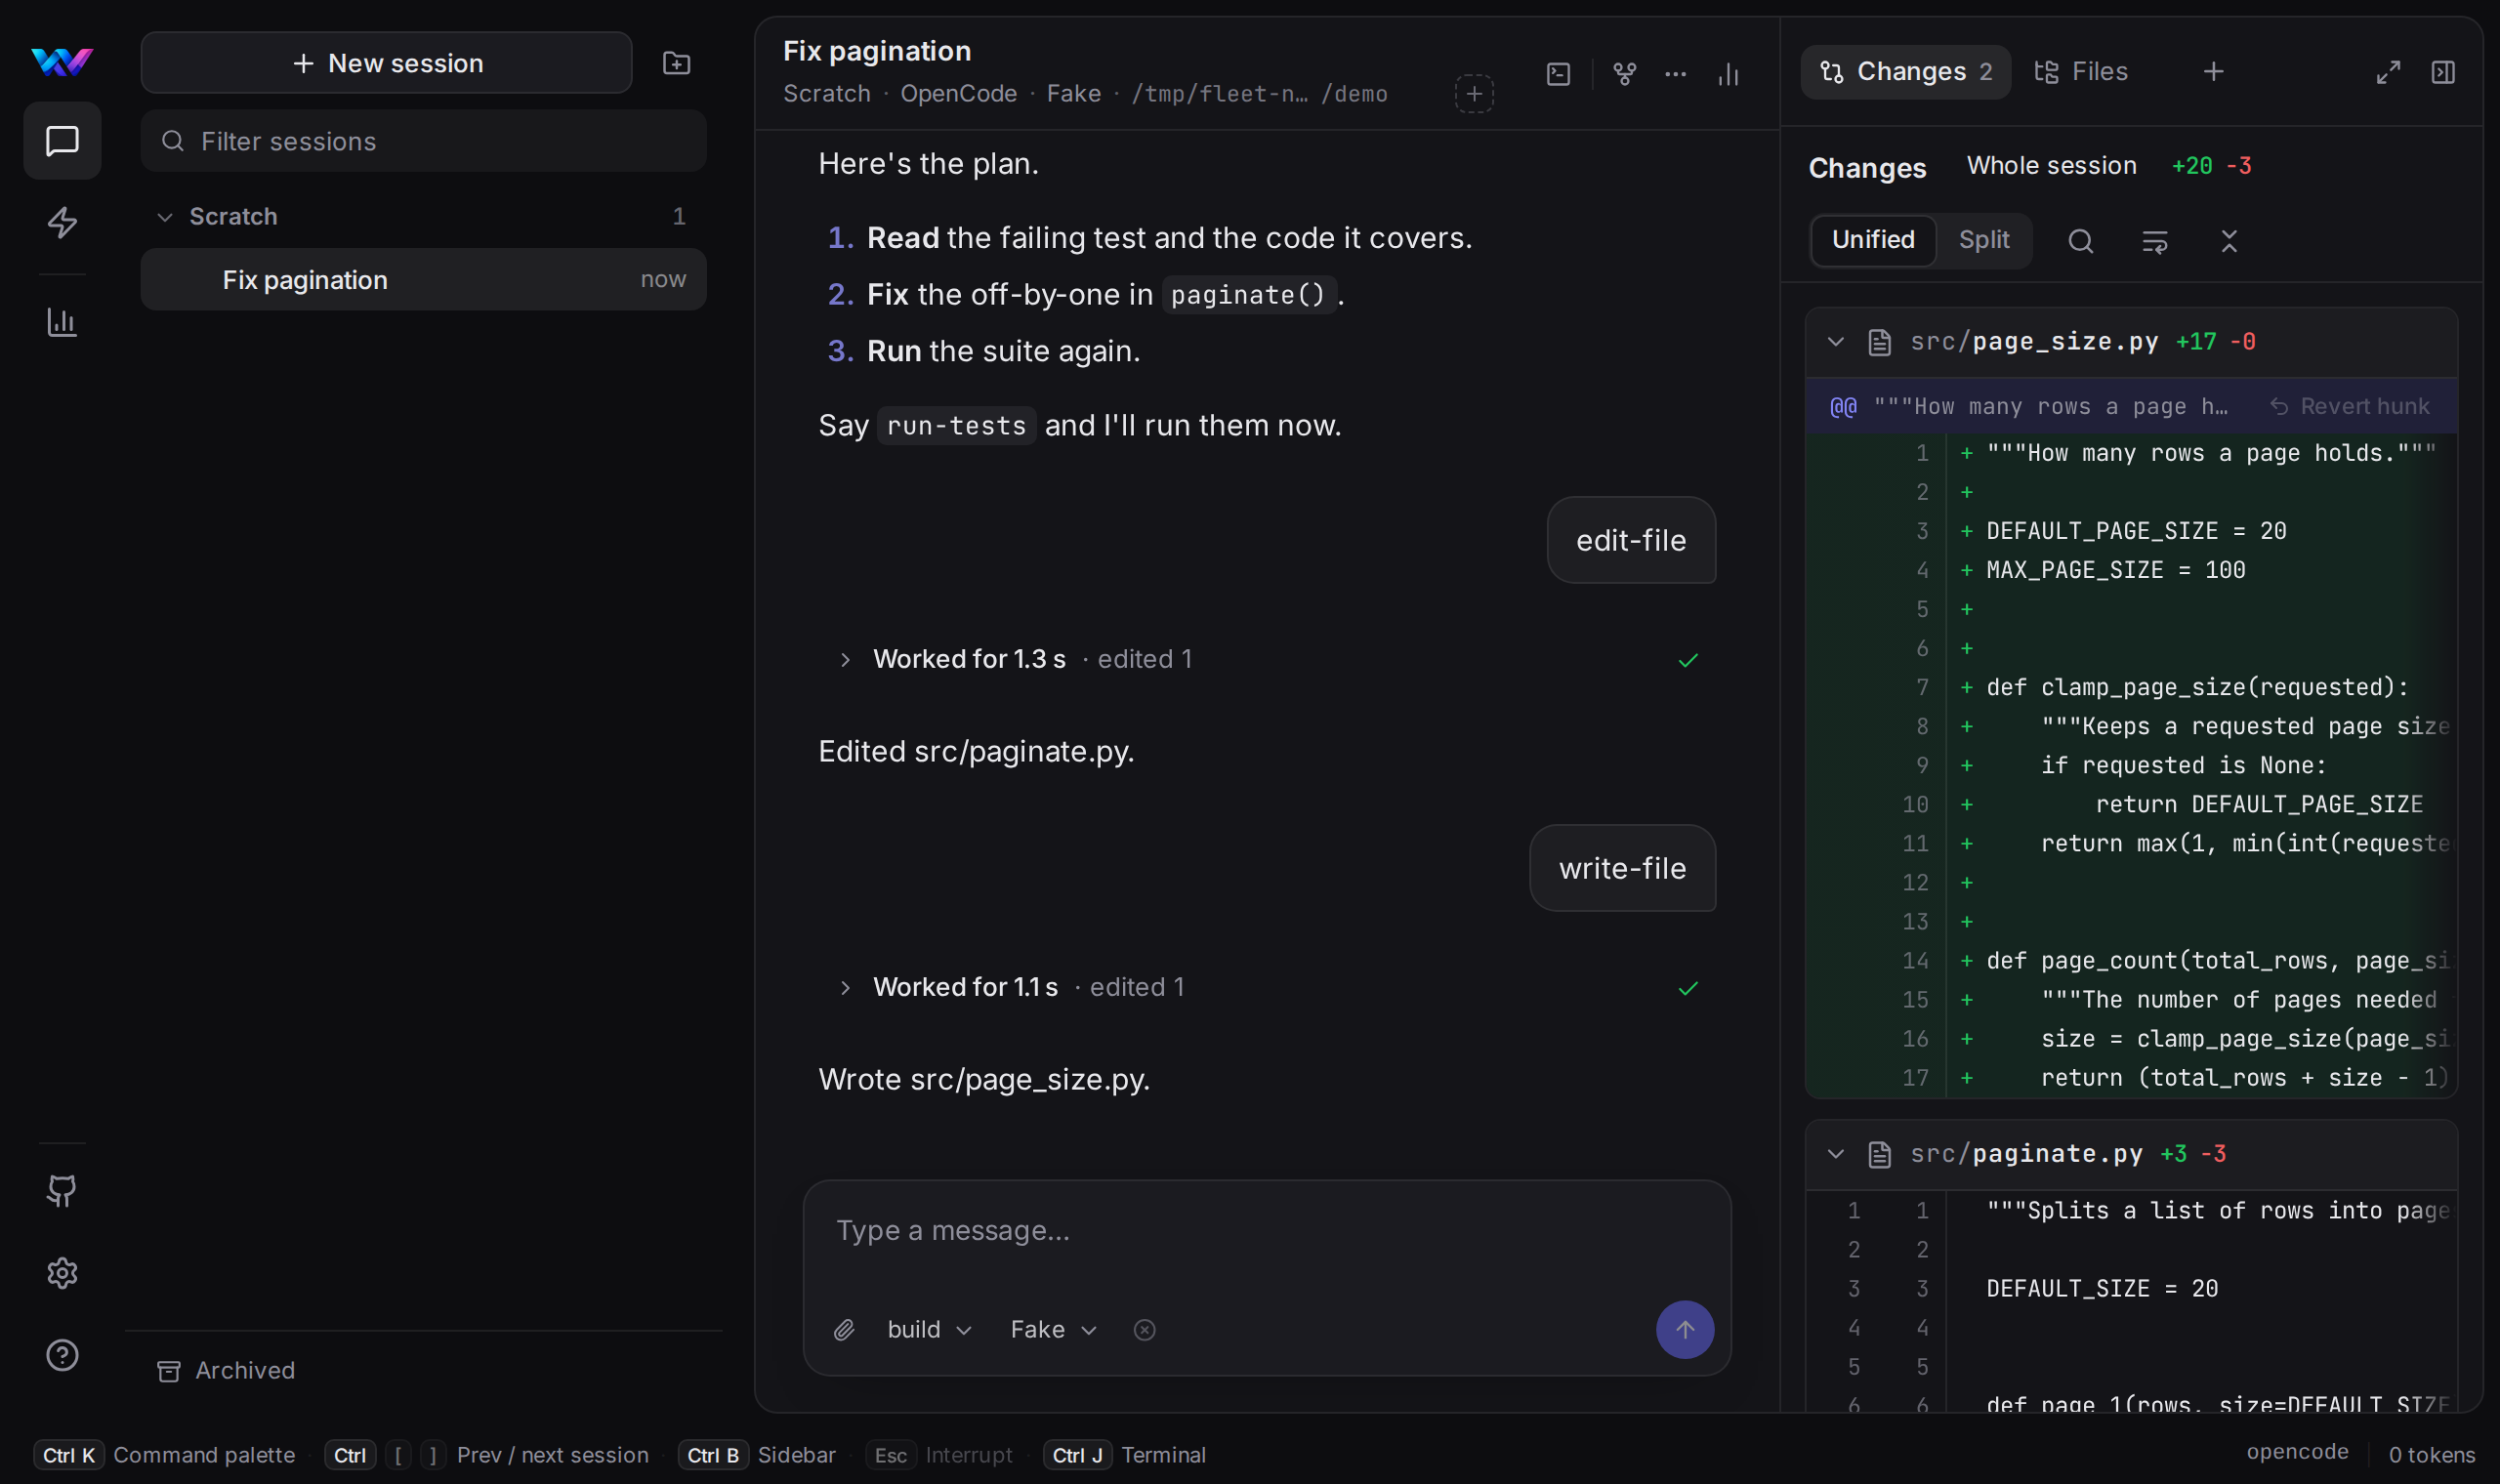 New session
Filter sessions
Scratch 1
Fix pagination now
Archived
Fix pagination
Scratch · OpenCode · Fake · /tmp/fleet-n… /demo
Here's the plan.
1. Read the failing test and the code it covers.
2. Fix the off-by-one in paginate().
3. Run the suite again.
Say run-tests and I'll run them now.
edit-file
Worked for 1.3 s · edited 1
Edited src/paginate.py.
write-file
Worked for 1.1 s · edited 1
Wrote src/page_size.py.
Type a message...
build Fake
Changes 2 Files
Changes Whole session +20 -3
Unified Split
src/page_size.py +17 -0
@@ """How many rows a page h… Revert hunk
1 + """How many rows a page holds."""
2 +
3 + DEFAULT_PAGE_SIZE = 20
4 + MAX_PAGE_SIZE = 100
5 +
6 +
7 + def clamp_page_size(requested):
8 + """Keeps a requested page size
9 + if requested is None:
10 + return DEFAULT_PAGE_SIZE
11 + return max(1, min(int(requeste
12 +
13 +
14 + def page_count(total_rows, page_si
15 + """The number of pages needed
16 + size = clamp_page_size(page_si
17 + return (total_rows + size - 1)
src/paginate.py +3 -3
1 1 """Splits a list of rows into page
2 2
3 3 DEFAULT_SIZE = 20
4 4
5 5
6 6 def page_1(rows, size=DEFAULT_SIZE
Ctrl K Command palette · Ctrl [ ] Prev / next session · Ctrl B Sidebar · Esc Interrupt · Ctrl J Terminal
opencode 0 tokens